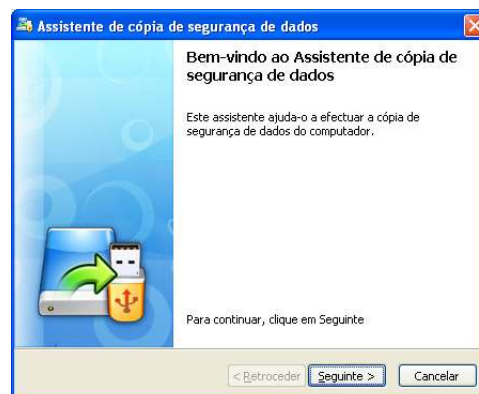 Assistente de cópia de segurança de dados
Bem-vindo ao Assistente de cópia de
segurança de dados
Este assistente ajuda-o a efectuar a cópia de
segurança de dados do computador.
Para continuar, clique em Seguinte
< Retroceder
Seguinte >
Cancelar